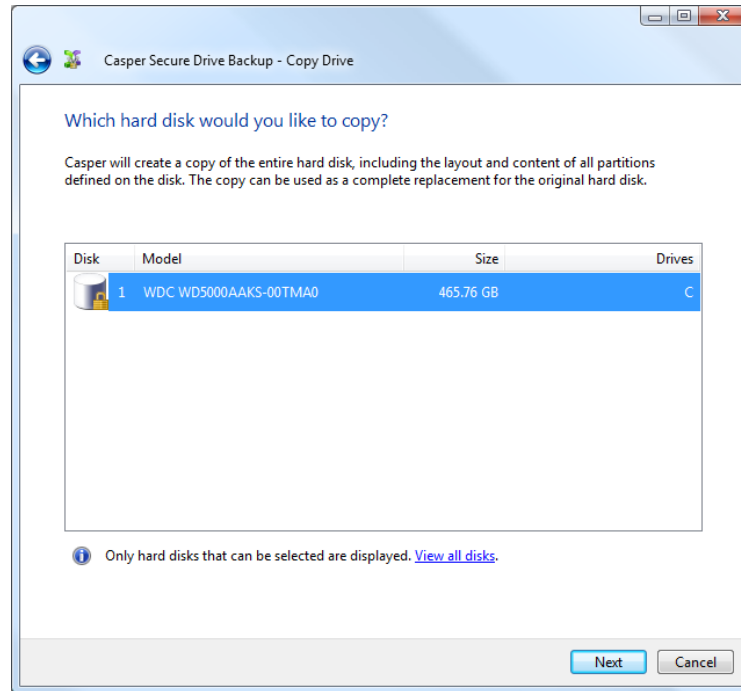 Casper Secure Drive Backup - Copy Drive
Which hard disk would you like to copy?
Casper will create a copy of the entire hard disk, including the layout and content of all partitions
defined on the disk. The copy can be used as a complete replacement for the original hard disk.
Disk Model Size Drives
1 WDC WD5000AAKS-00TMA0 465.76 GB C
Only hard disks that can be selected are displayed. View all disks.
Next Cancel